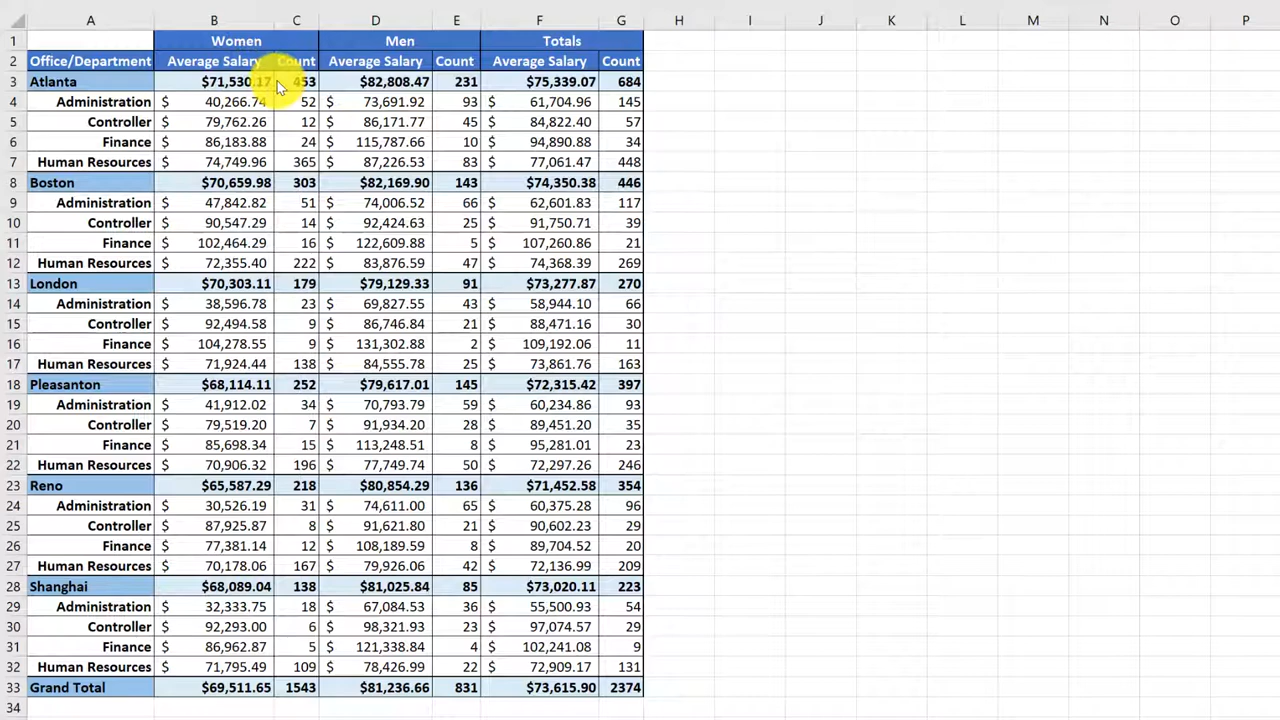 A B C D E F G H I J K L M N O P
1 Women Men Totals
2 Office/Department Average Salary Count Average Salary Count Average Salary Count
3 Atlanta $71,530.17 453 $82,808.47 231 $75,339.07 684
4 Administration $ 40,266.74 52 $ 73,691.92 93 $ 61,704.96 145
5 Controller $ 79,762.26 12 $ 86,171.77 45 $ 84,822.40 57
6 Finance $ 86,183.88 24 $ 115,787.66 10 $ 94,890.88 34
7 Human Resources $ 74,749.96 365 $ 87,226.53 83 $ 77,061.47 448
8 Boston $70,659.98 303 $82,169.90 143 $74,350.38 446
9 Administration $ 47,842.82 51 $ 74,006.52 66 $ 62,601.83 117
10 Controller $ 90,547.29 14 $ 92,424.63 25 $ 91,750.71 39
11 Finance $ 102,464.29 16 $ 122,609.88 5 $ 107,260.86 21
12 Human Resources $ 72,355.40 222 $ 83,876.59 47 $ 74,368.39 269
13 London $70,303.11 179 $79,129.33 91 $73,277.87 270
14 Administration $ 38,596.78 23 $ 69,827.55 43 $ 58,944.10 66
15 Controller $ 92,494.58 9 $ 86,746.84 21 $ 88,471.16 30
16 Finance $ 104,278.55 9 $ 131,302.88 2 $ 109,192.06 11
17 Human Resources $ 71,924.44 138 $ 84,555.78 25 $ 73,861.76 163
18 Pleasanton $68,114.11 252 $79,617.01 145 $72,315.42 397
19 Administration $ 41,912.02 34 $ 70,793.79 59 $ 60,234.86 93
20 Controller $ 79,519.20 7 $ 91,934.20 28 $ 89,451.20 35
21 Finance $ 85,698.34 15 $ 113,248.51 8 $ 95,281.01 23
22 Human Resources $ 70,906.32 196 $ 77,749.74 50 $ 72,297.26 246
23 Reno $65,587.29 218 $80,854.29 136 $71,452.58 354
24 Administration $ 30,526.19 31 $ 74,611.00 65 $ 60,375.28 96
25 Controller $ 87,925.87 8 $ 91,621.80 21 $ 90,602.23 29
26 Finance $ 77,381.14 12 $ 108,189.59 8 $ 89,704.52 20
27 Human Resources $ 70,178.06 167 $ 79,926.06 42 $ 72,136.99 209
28 Shanghai $68,089.04 138 $81,025.84 85 $73,020.11 223
29 Administration $ 32,333.75 18 $ 67,084.53 36 $ 55,500.93 54
30 Controller $ 92,293.00 6 $ 98,321.93 23 $ 97,074.57 29
31 Finance $ 86,962.87 5 $ 121,338.84 4 $ 102,241.08 9
32 Human Resources $ 71,795.49 109 $ 78,426.99 22 $ 72,909.17 131
33 Grand Total $69,511.65 1543 $81,236.66 831 $73,615.90 2374
34